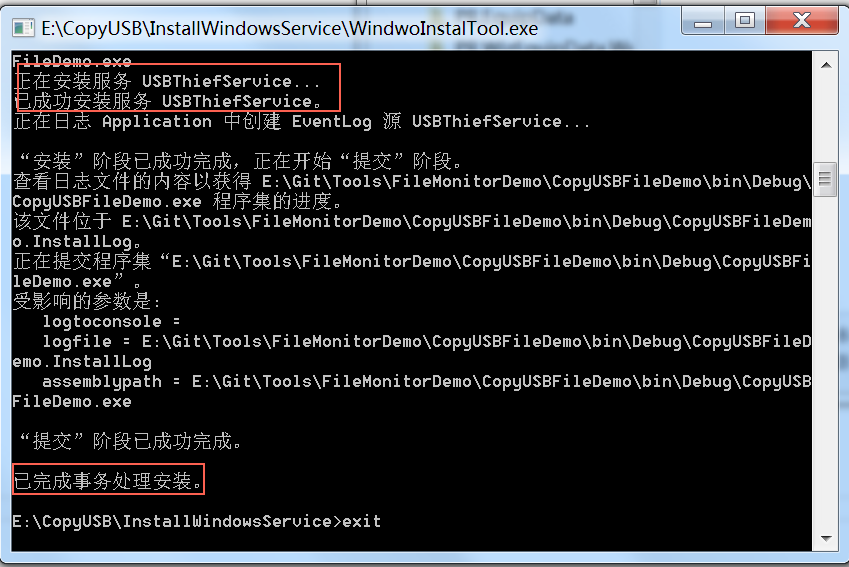 E:\CopyUSB\InstallWindowsService\WindwoInstalTool.exe
FileDemo.exe
正在安装服务 USBThiefService...
已成功安装服务 USBThiefService。
正在日志 Application 中创建 EventLog 源 USBThiefService...
“安装”阶段已成功完成，正在开始“提交”阶段。
查看日志文件的内容以获得 E:\Git\Tools\FileMonitorDemo\CopyUSBFileDemo\bin\Debug\
CopyUSBFileDemo.exe 程序集的进度。
该文件位于 E:\Git\Tools\FileMonitorDemo\CopyUSBFileDemo\bin\Debug\CopyUSBFileDem
o.InstallLog。
正在提交程序集“E:\Git\Tools\FileMonitorDemo\CopyUSBFileDemo\bin\Debug\CopyUSBFi
leDemo.exe”。
受影响的参数是:
logtoconsole =
logfile = E:\Git\Tools\FileMonitorDemo\CopyUSBFileDemo\bin\Debug\CopyUSBFileD
emo.InstallLog
assemblypath = E:\Git\Tools\FileMonitorDemo\CopyUSBFileDemo\bin\Debug\CopyUSB
FileDemo.exe
“提交”阶段已成功完成。
已完成事务处理安装。
E:\CopyUSB\InstallWindowsService>exit